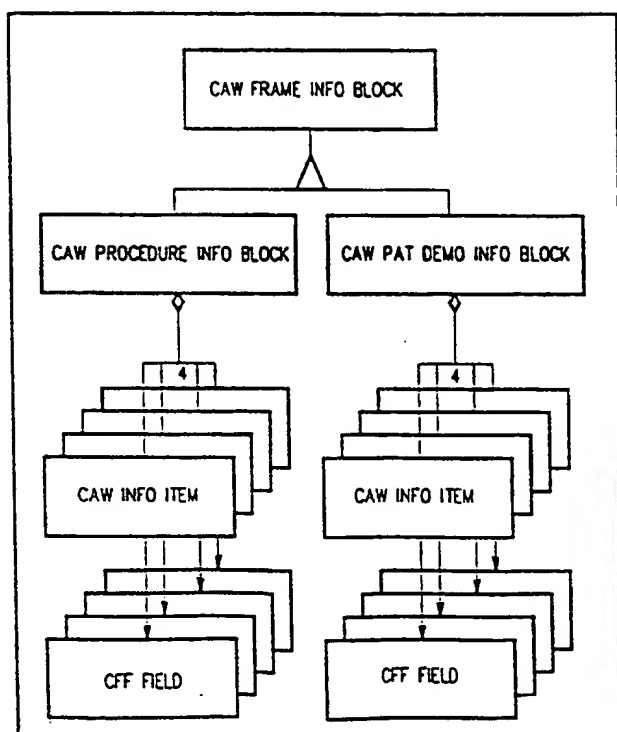 CAW FRAME INFO BLOCK
CAW PROCEDURE INFO BLOCK
CAW PAT DEMO INFO BLOCK
4
4
CAW INFO ITEM
CAW INFO ITEM
CFF FIELD
CFF FIELD